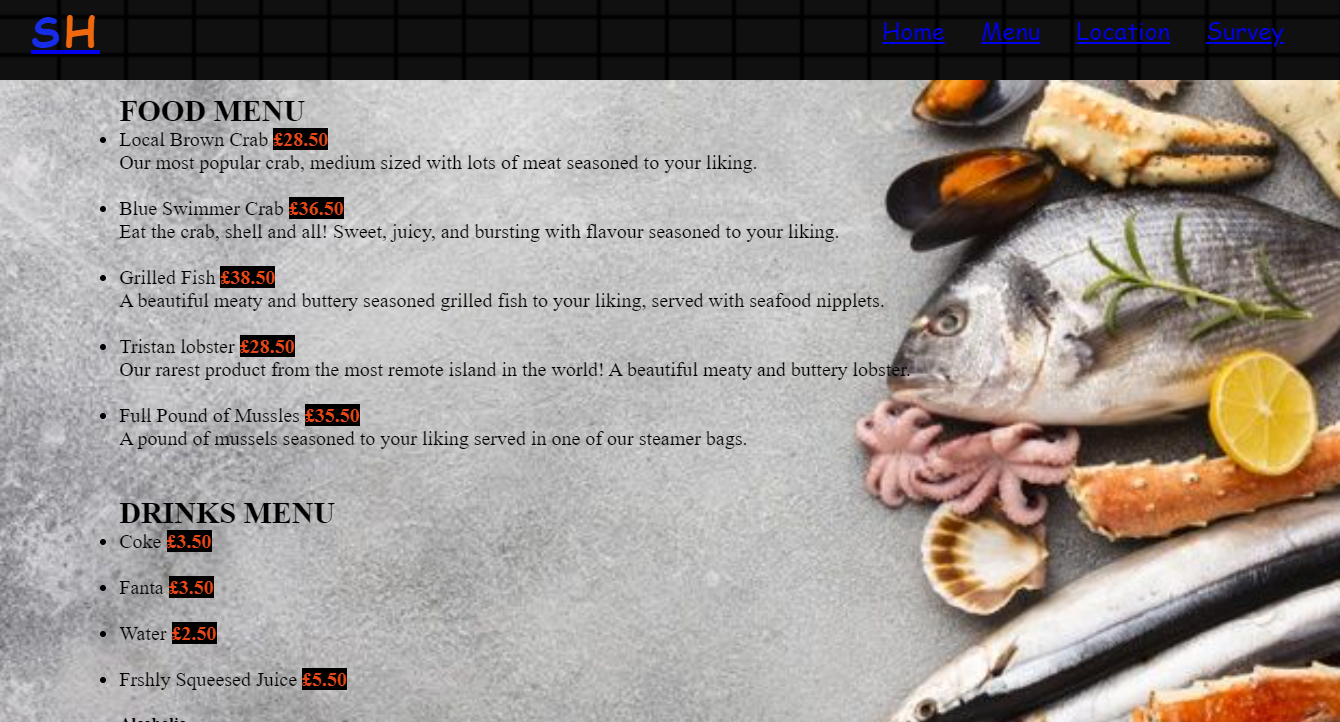 SH
Home Menu Location Survey
FOOD MENU
Local Brown Crab £28.50
Our most popular crab, medium sized with lots of meat seasoned to your liking.
Blue Swimmer Crab £36.50
Eat the crab, shell and all! Sweet, juicy, and bursting with flavour seasoned to your liking.
Grilled Fish £38.50
A beautiful meaty and buttery seasoned grilled fish to your liking, served with seafood nipplets.
Tristan lobster £28.50
Our rarest product from the most remote island in the world! A beautiful meaty and buttery lobster.
Full Pound of Mussles £35.50
A pound of mussels seasoned to your liking served in one of our steamer bags.
DRINKS MENU
Coke £3.50
Fanta £3.50
Water £2.50
Frshly Squeesed Juice £5.50